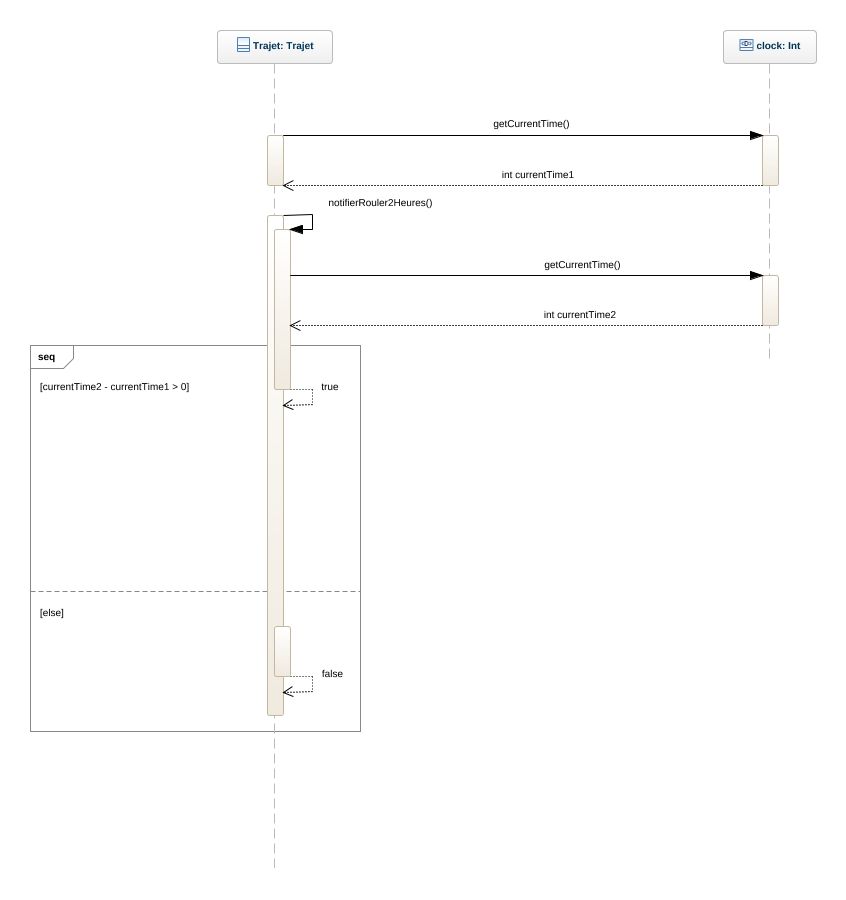 Trajet: Trajet
clock: Int
getCurrentTime()
int currentTime1
notifierRouler2Heures()
getCurrentTime()
int currentTime2
seq
[currentTime2 - currentTime1 > 0]
true
[else]
false